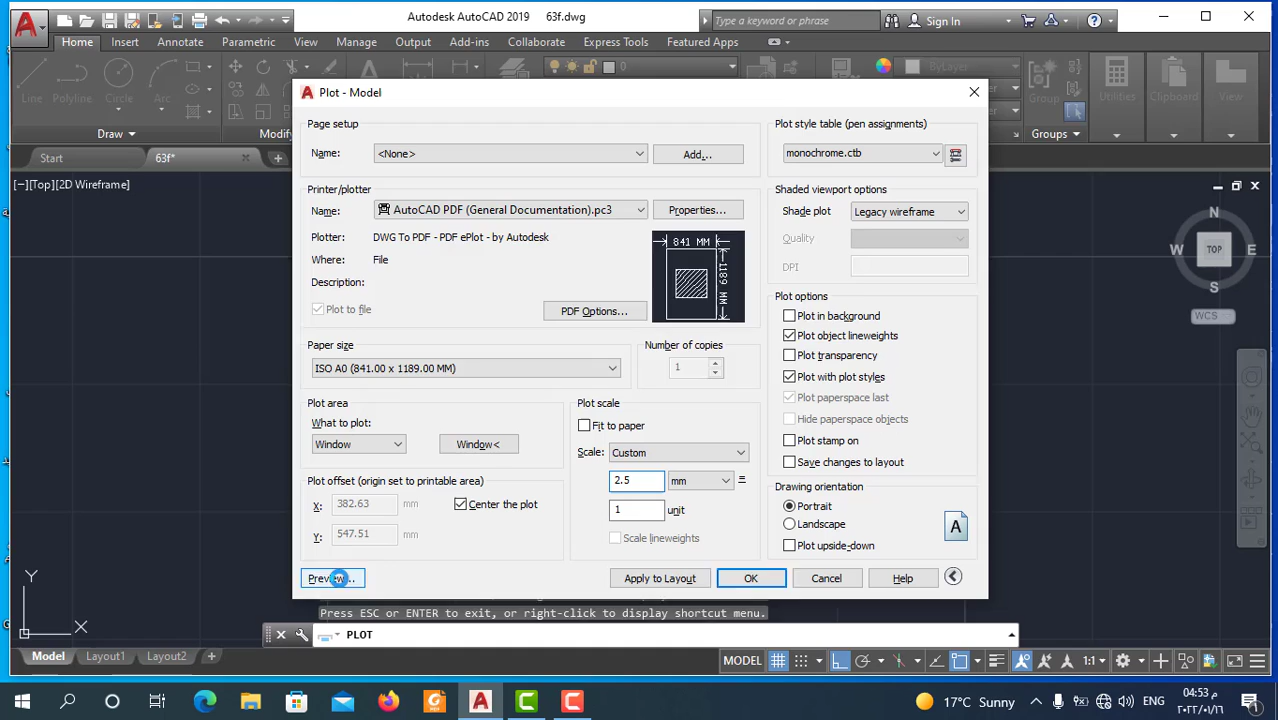 Autodesk AutoCAD 2019 63f.dwg
Type a keyword or phrase
Sign In
Home Insert Annotate Parametric View Manage Output Add-ins Collaborate Express Tools Featured Apps
0
ByLayer
Line Polyline Circle Arc
Group Utilities Clipboard View
Draw Modify Groups
Start 63f*
[−][Top][2D Wireframe]
N
W TOP E
S
WCS
Plot - Model
Page setup
Name: <None> Add...
Printer/plotter
Name: AutoCAD PDF (General Documentation).pc3 Properties...
Plotter: DWG To PDF - PDF ePlot - by Autodesk
Where: File
Description:
Plot to file PDF Options...
841 MM
1189 MM
Paper size
ISO A0 (841.00 x 1189.00 MM)
Number of copies
1
Plot area
What to plot:
Window Window<
Plot offset (origin set to printable area)
X: 382.63 mm Center the plot
Y: 547.51 mm
Plot scale
Fit to paper
Scale: Custom
2.5 mm =
1 unit
Scale lineweights
Plot style table (pen assignments)
monochrome.ctb
Shaded viewport options
Shade plot Legacy wireframe
Quality
DPI
Plot options
Plot in background
Plot object lineweights
Plot transparency
Plot with plot styles
Plot paperspace last
Hide paperspace objects
Plot stamp on
Save changes to layout
Drawing orientation
Portrait
Landscape
Plot upside-down
A
Preview... Apply to Layout OK Cancel Help
Press ESC or ENTER to exit, or right-click to display shortcut menu.
PLOT
Y
X
Model Layout1 Layout2 +
MODEL 1:1
17°C Sunny ENG
04:53 م
٢٠٢٢/٠١/١٦